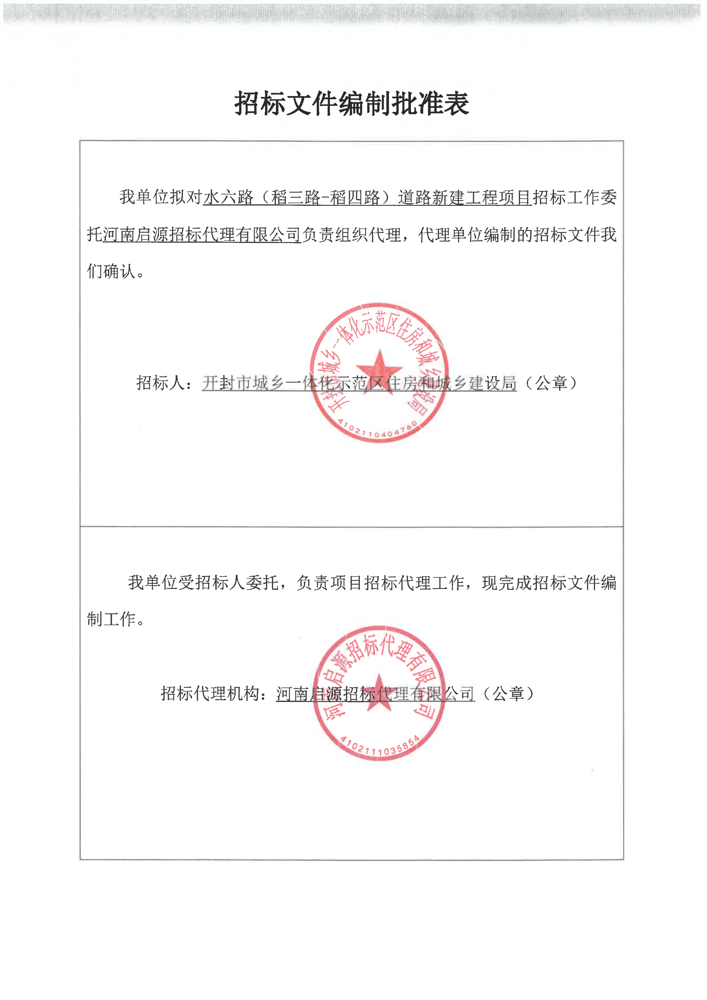 招标文件编制批准表
我单位拟对水六路（稻三路-稻四路）道路新建工程项目招标工作委
托河南启源招标代理有限公司负责组织代理，代理单位编制的招标文件我
们确认。
开封市城乡一体化示范区住房和城乡建设局
招标人：开封市城乡一体化示范区住房和城乡建设局（公章）
4102110404760
我单位受招标人委托，负责项目招标代理工作，现完成招标文件编
制工作。
河南启源招标代理有限公司
招标代理机构：河南启源招标代理有限公司（公章）
4102111035854